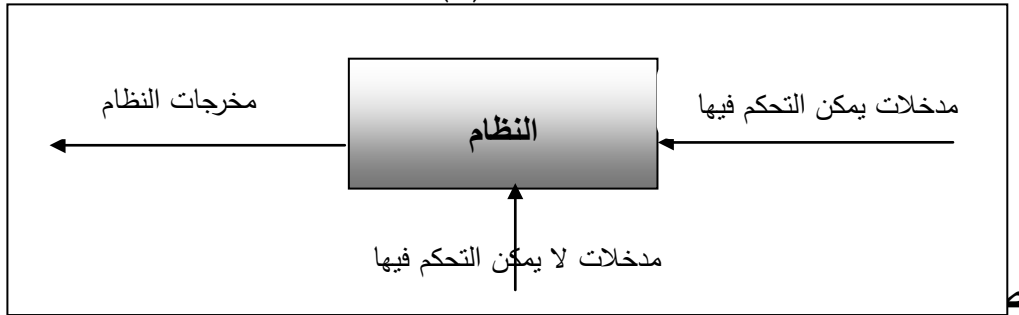 مدخلات يمكن التحكم فيها
النظام
مخرجات النظام
مدخلات لا يمكن التحكم فيها